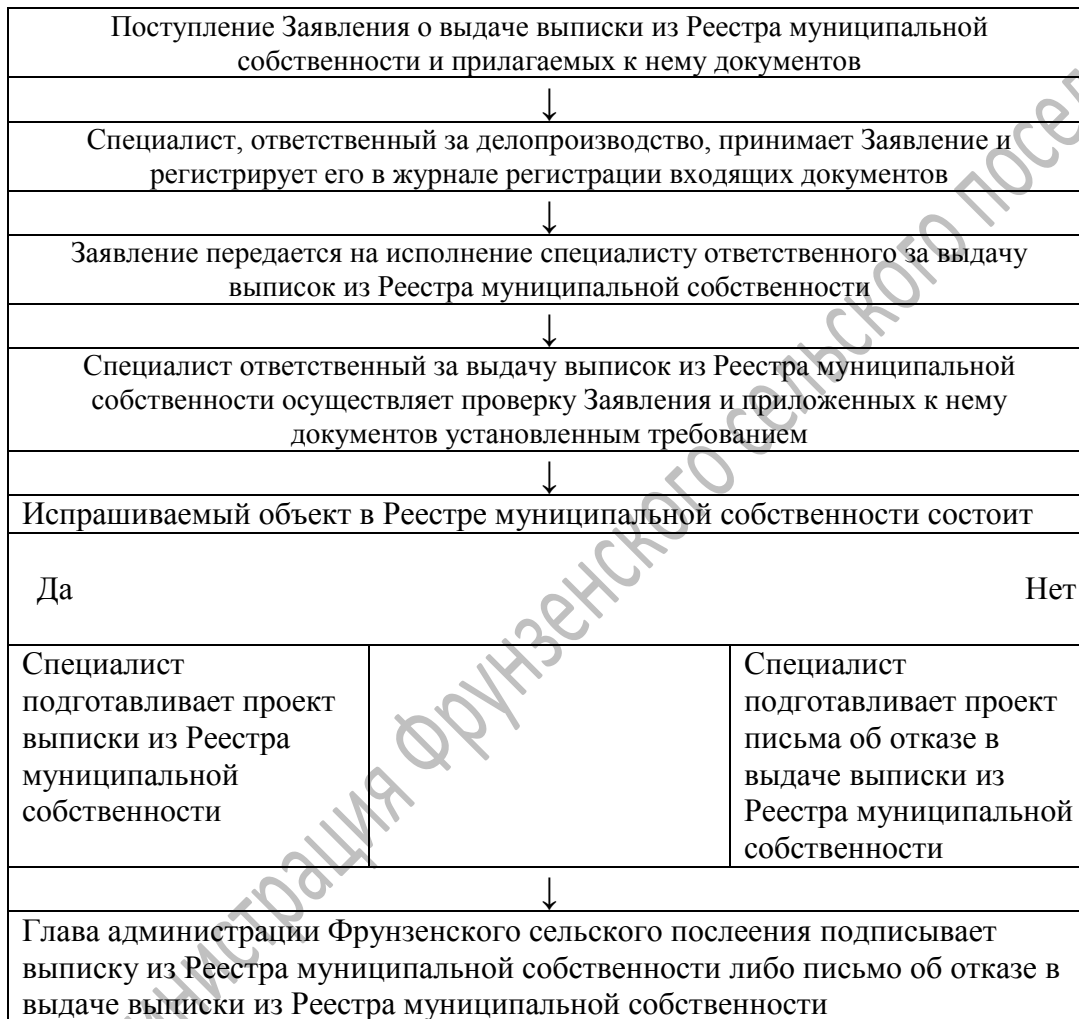 Поступление Заявления о выдаче выписки из Реестра муниципальной
собственности и прилагаемых к нему документов
↓
Специалист, ответственный за делопроизводство, принимает Заявление и
регистрирует его в журнале регистрации входящих документов
↓
Заявление передается на исполнение специалисту ответственного за выдачу
выписок из Реестра муниципальной собственности
↓
Специалист ответственный за выдачу выписок из Реестра муниципальной
собственности осуществляет проверку Заявления и приложенных к нему
документов установленным требованием
↓
Испрашиваемый объект в Реестре муниципальной собственности состоит
Да Нет
Специалист
подготавливает проект
выписки из Реестра
муниципальной
собственности
Специалист
подготавливает проект
письма об отказе в
выдаче выписки из
Реестра муниципальной
собственности
↓
Глава администрации Фрунзенского сельского послеения подписывает
выписку из Реестра муниципальной собственности либо письмо об отказе в
выдаче выписки из Реестра муниципальной собственности
министрация Фрунзенского сельского посел